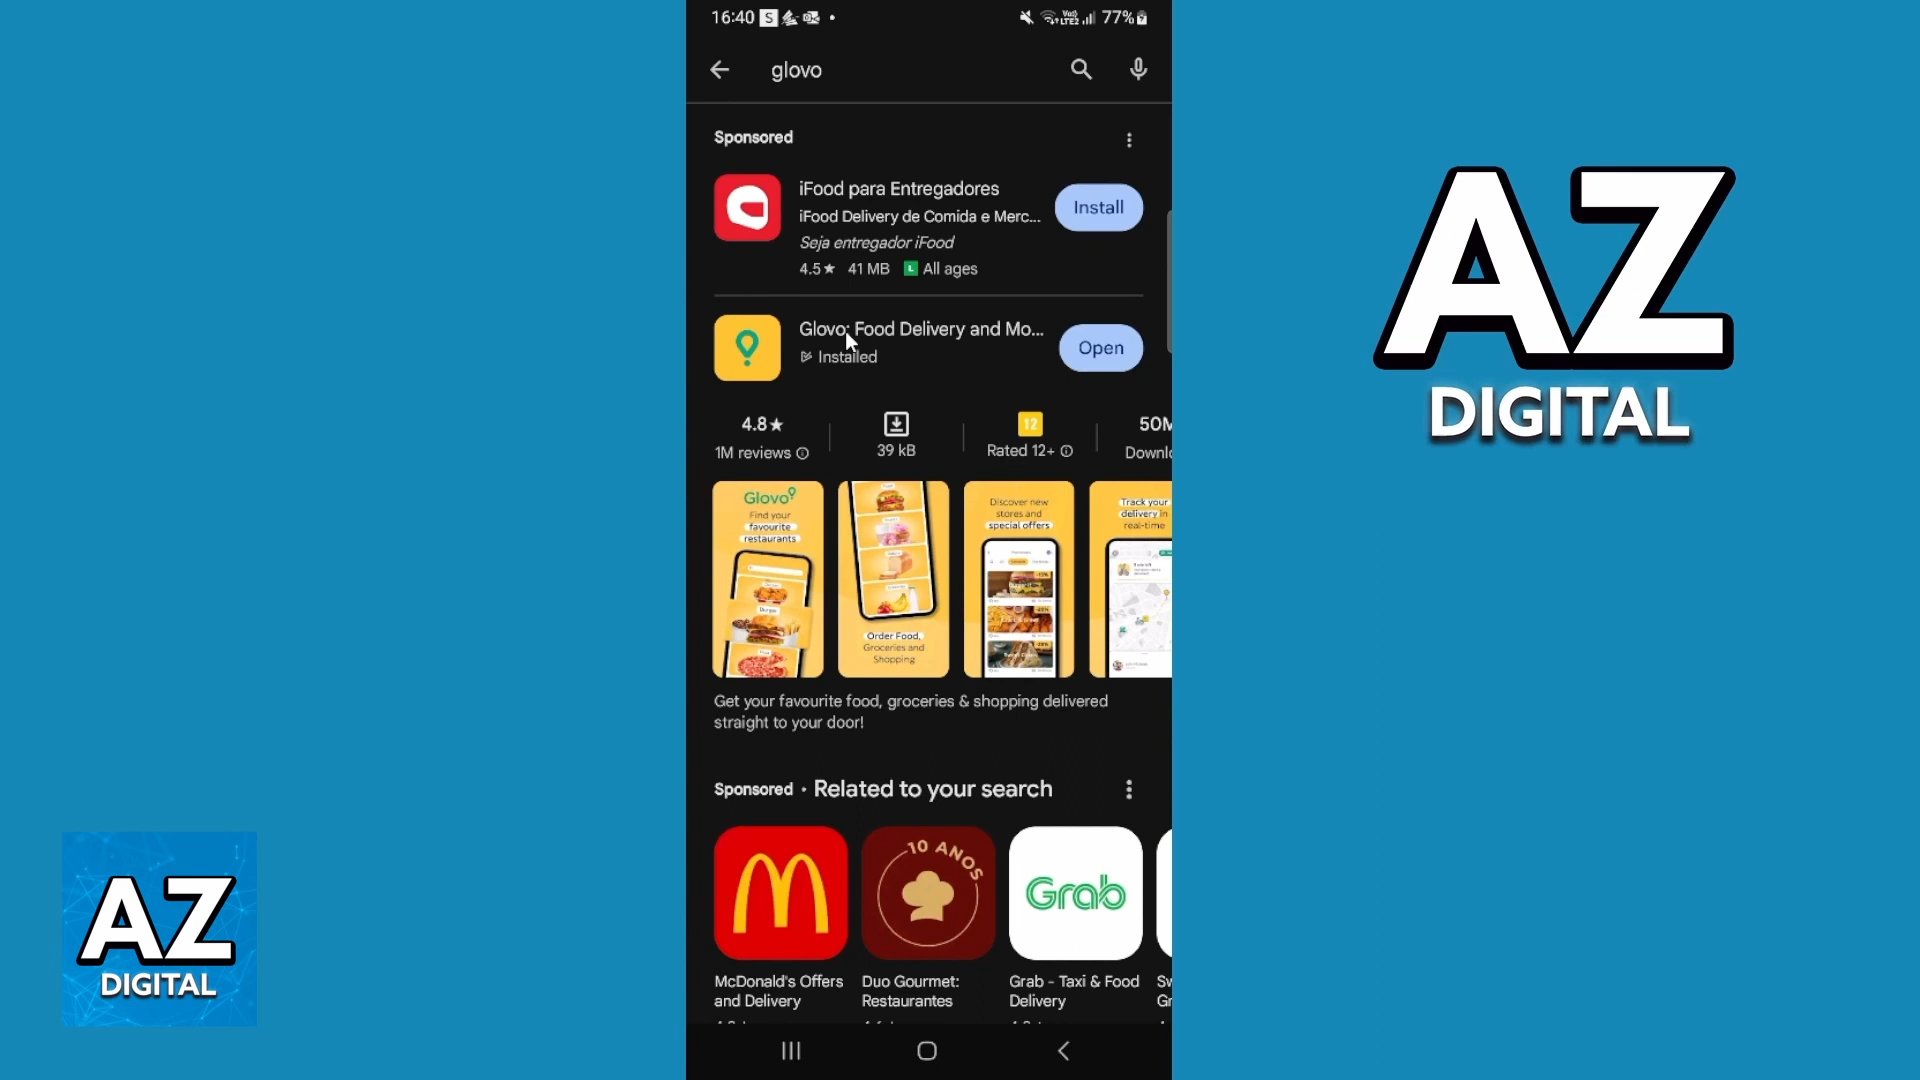 16:40
77%
glovo
Sponsored
iFood para Entregadores
iFood Delivery de Comida e Merc...
Seja entregador iFood
4.5★ 41 MB L All ages
Install
Glovo: Food Delivery and Mo...
Installed
Open
4.8★
1M reviews
39 kB
12
Rated 12+
50M
Downlo
Glovo
Find your
favourite
restaurants
Order Food,
Groceries and
Shopping
Discover new
stores and
special offers
Track your
delivery in
real-time
Get your favourite food, groceries & shopping delivered
straight to your door!
Sponsored • Related to your search
10 ANOS
Grab
McDonald's Offers
and Delivery
Duo Gourmet:
Restaurantes
Grab - Taxi & Food
Delivery
Sw
Gr
AZ
DIGITAL
AZ
DIGITAL